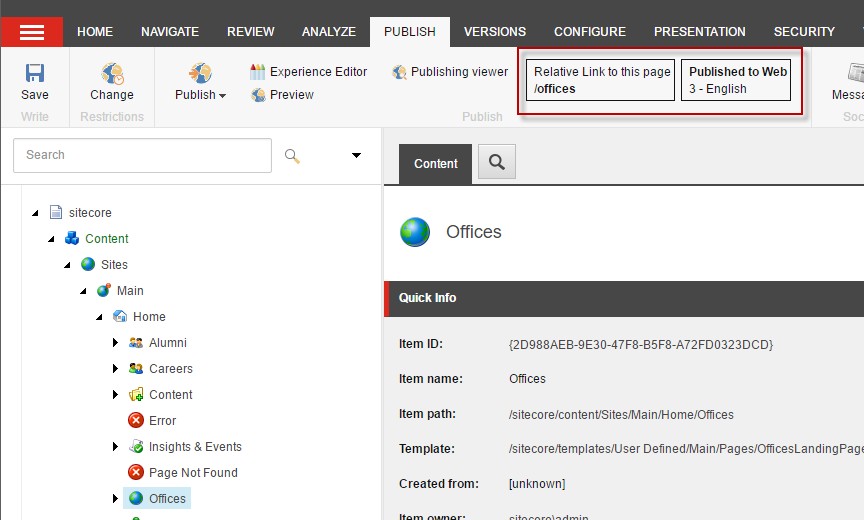 HOME NAVIGATE REVIEW ANALYZE PUBLISH VERSIONS CONFIGURE PRESENTATION SECURITY
Save
Write
Change
Restrictions
Publish
Experience Editor
Preview
Publishing viewer
Publish
Relative Link to this page
/offices
Published to Web
3 - English
Search
sitecore
Content
Sites
Main
Home
Alumni
Careers
Content
Error
Insights & Events
Page Not Found
Offices
Content
Offices
Quick Info
Item ID: {2D988AEB-9E30-47F8-B5F8-A72FD0323DCD}
Item name: Offices
Item path: /sitecore/content/Sites/Main/Home/Offices
Template: /sitecore/templates/User Defined/Main/Pages/OfficesLandingPage
Created from: [unknown]
Item owner: sitecore\admin